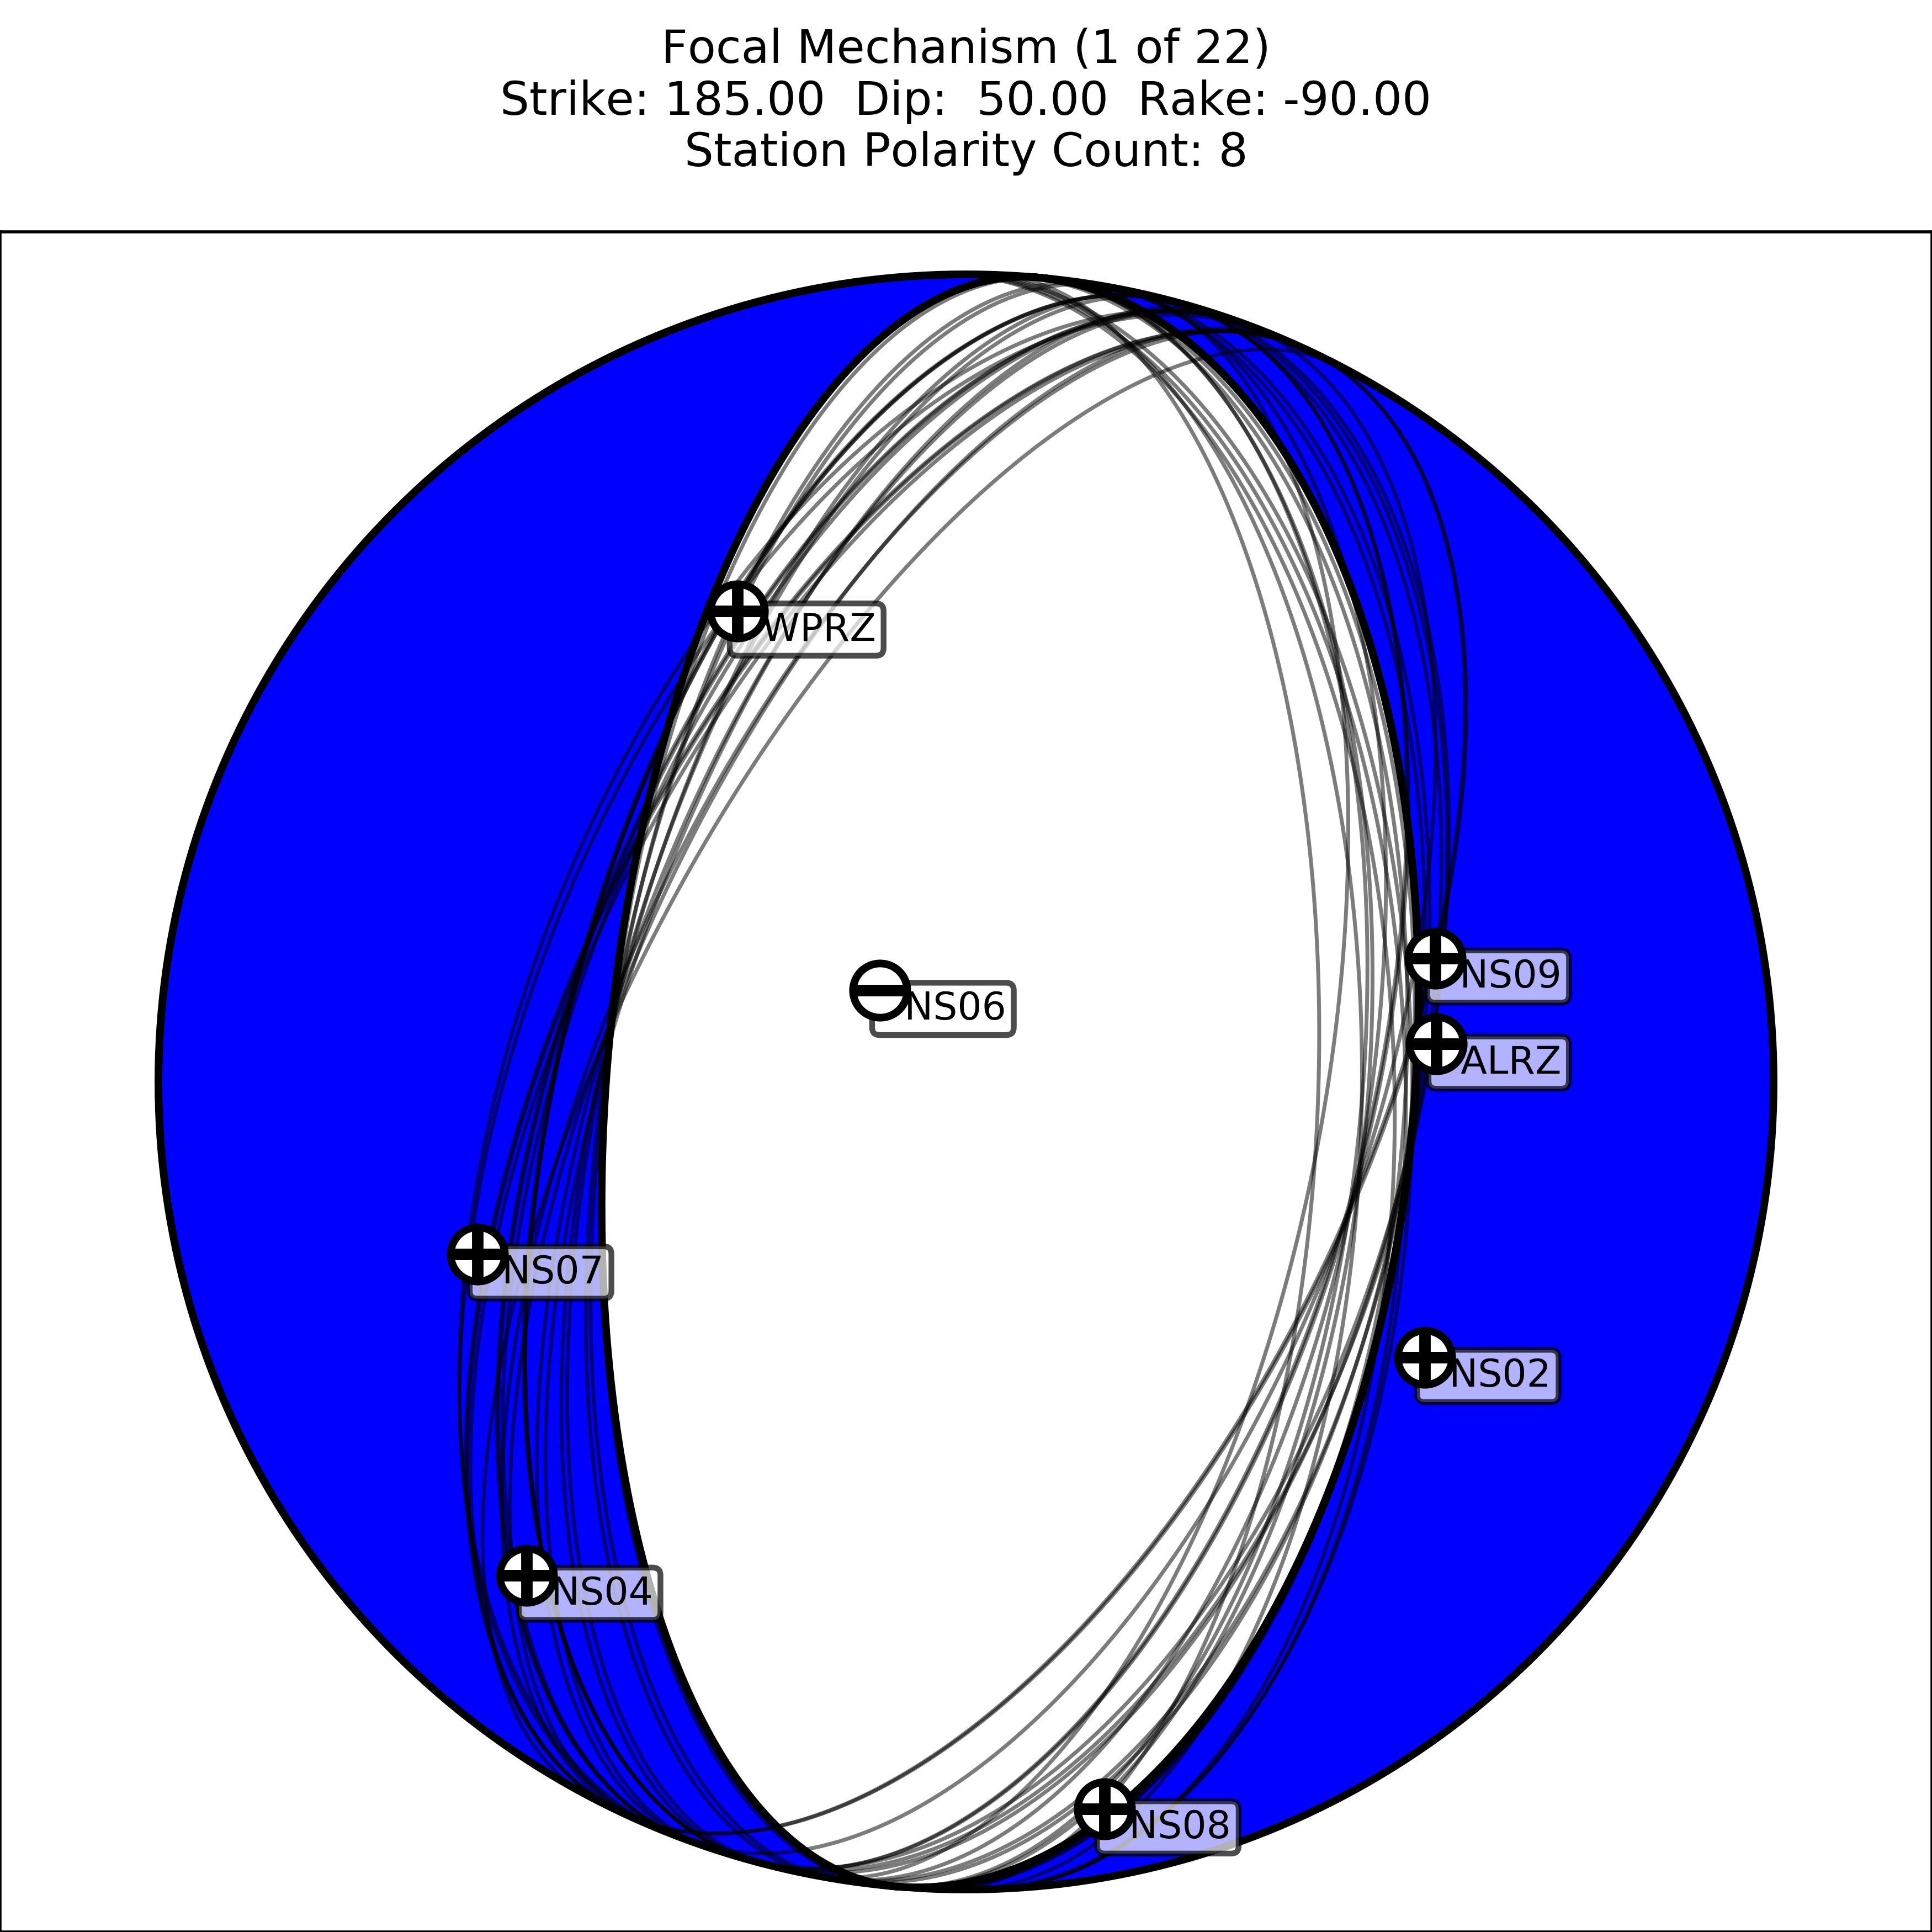 Focal Mechanism (1 of 22)
Strike: 185.00 Dip: 50.00 Rake: -90.00
Station Polarity Count: 8
WPRZ
NS09
NS06
ALRZ
NS07
NS02
NS04
NS08